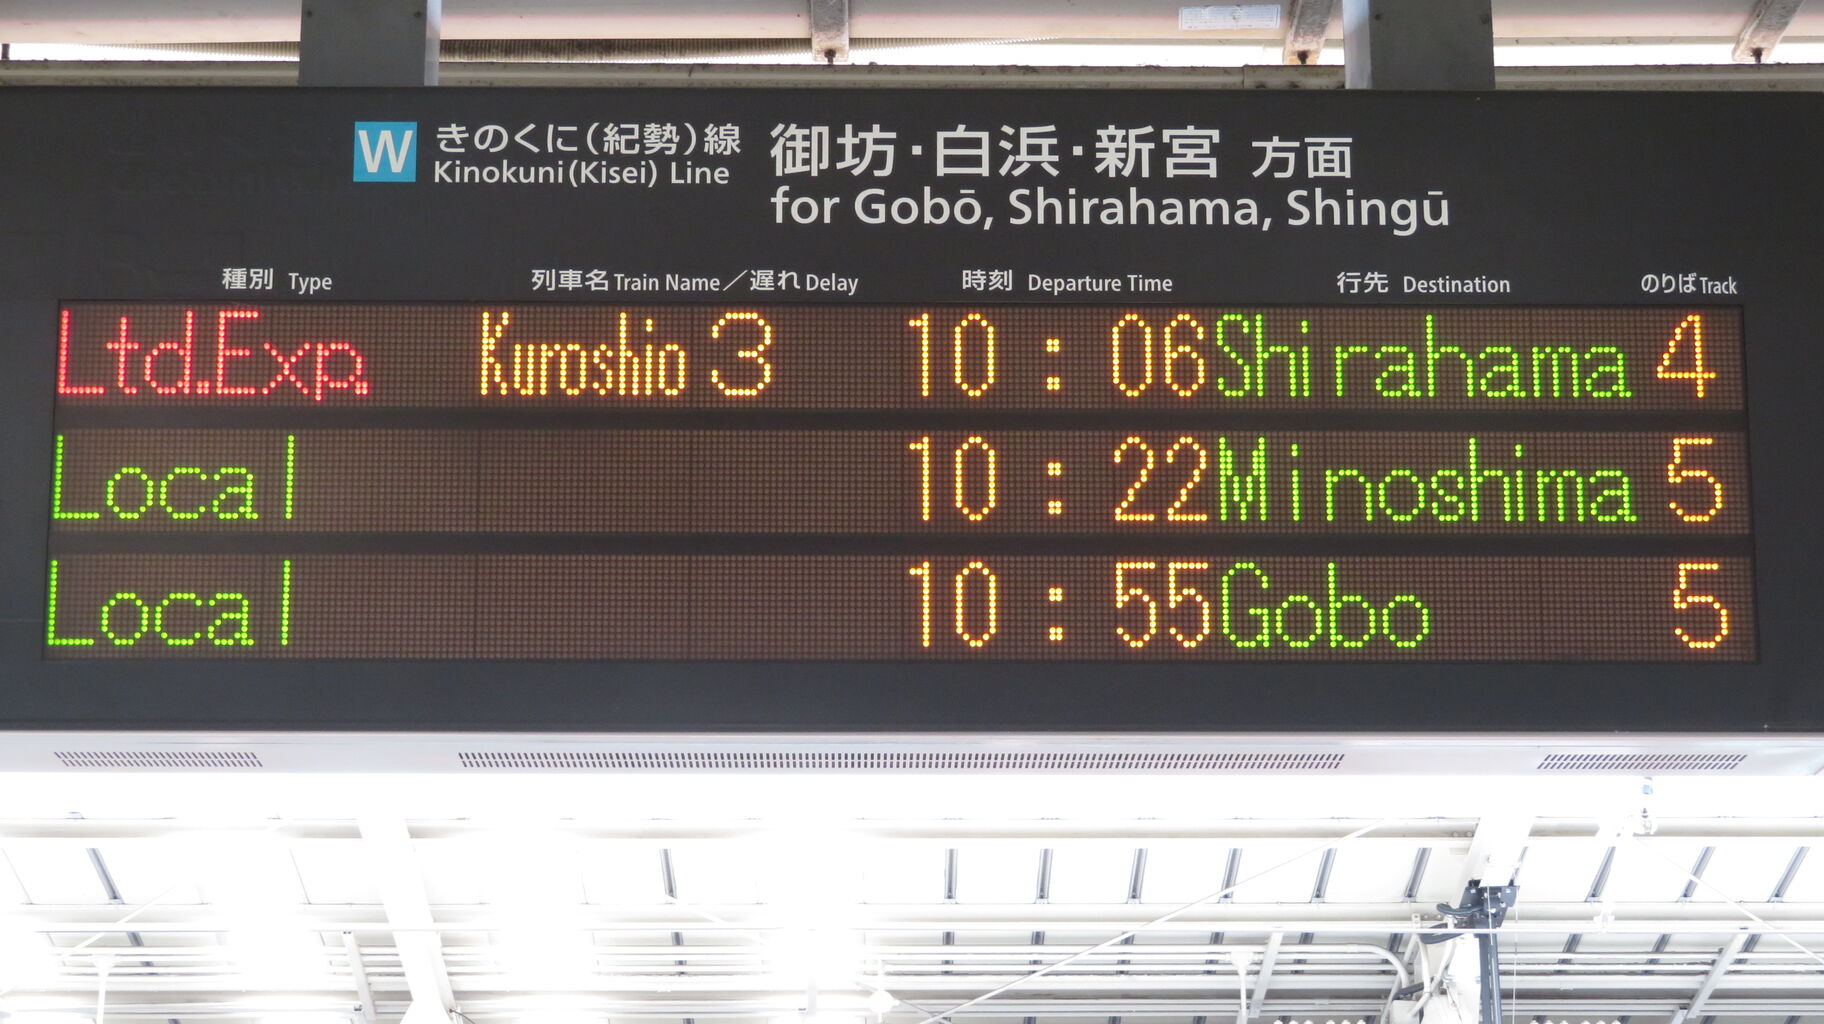 W きのくに(紀勢)線 御坊・白浜・新宮 方面
Kinokuni(Kisei) Line for Gobō, Shirahama, Shingū
種別 Type 列車名 Train Name／遅れ Delay 時刻 Departure Time 行先 Destination のりば Track
Ltd.Exp. Kuroshio 3 10:06 Shirahama 4
Local 10:22 Minoshima 5
Local 10:55 Gobo 5